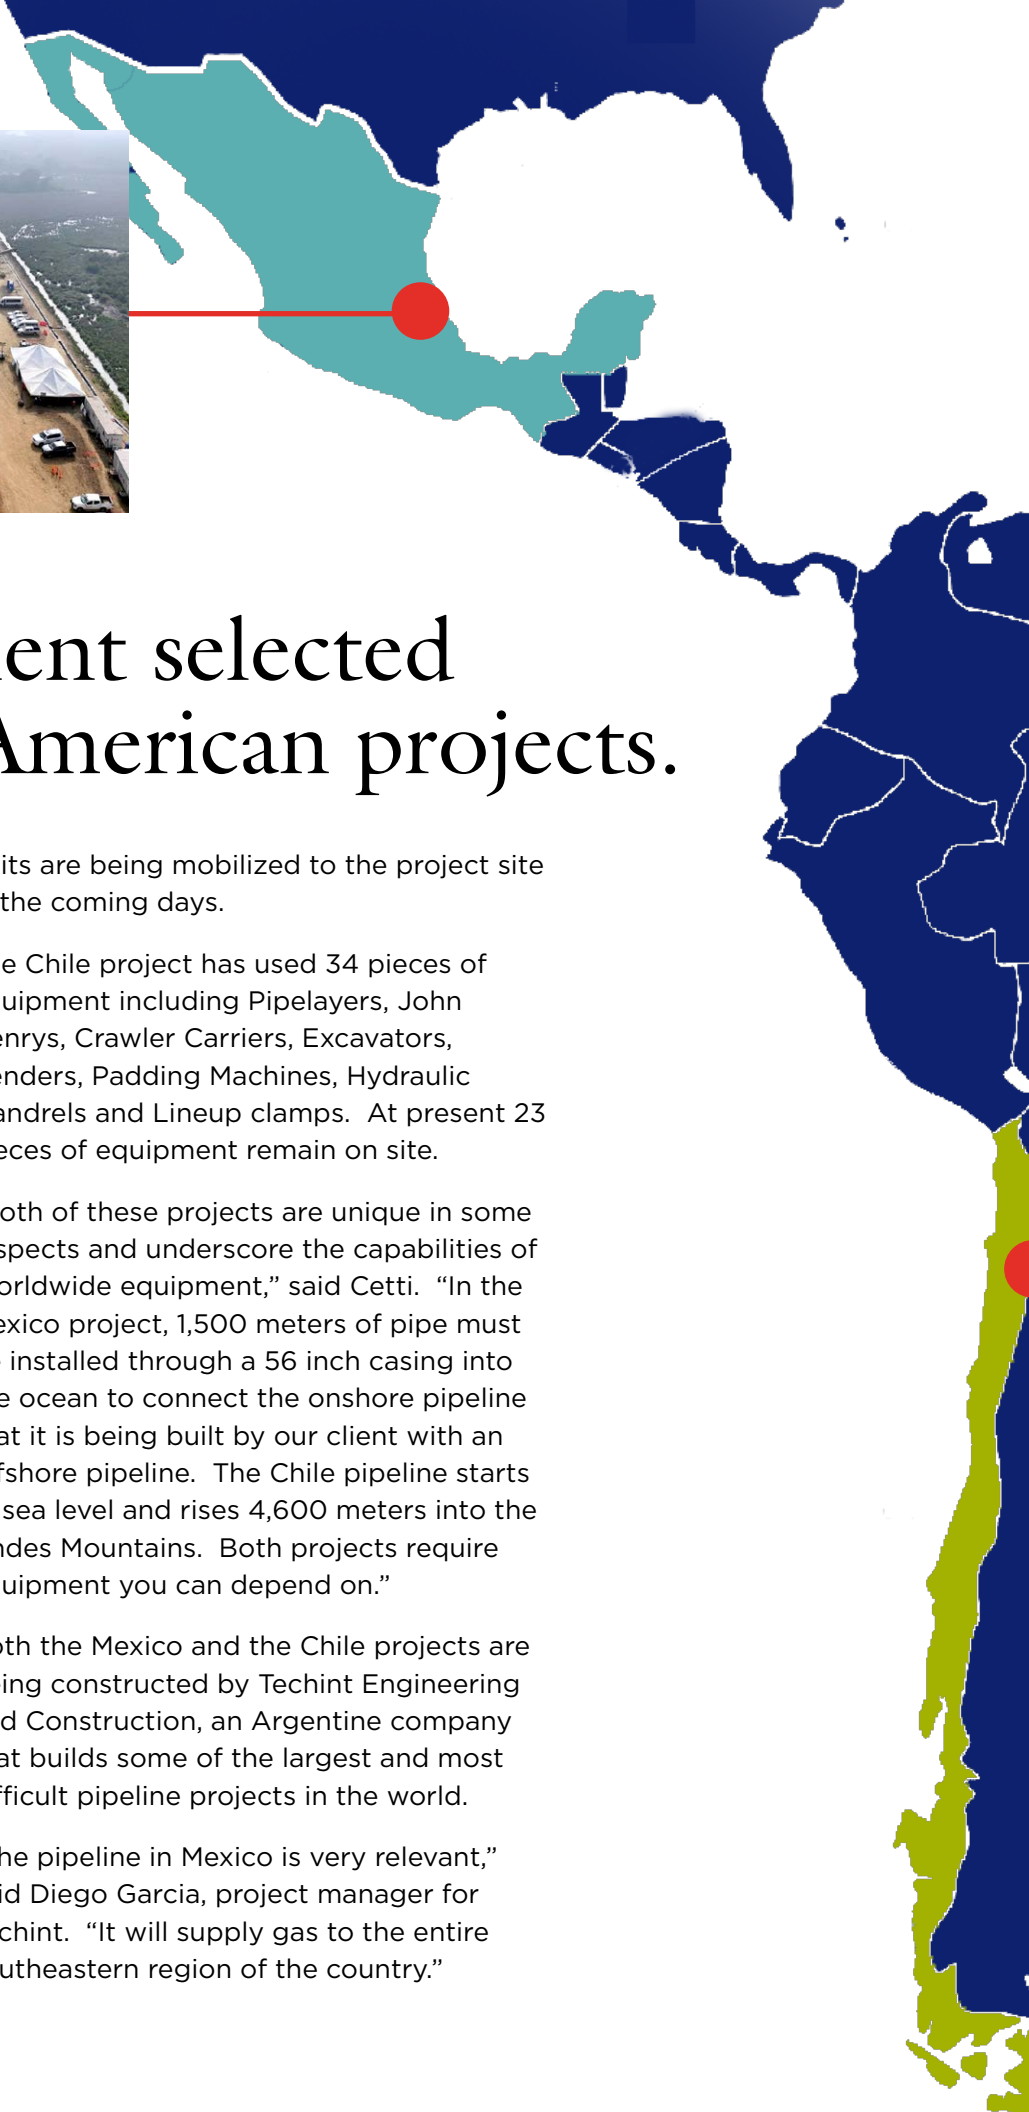 ent selected
American projects.
its are being mobilized to the project site
the coming days.
e Chile project has used 34 pieces of
uipment including Pipelayers, John
enrys, Crawler Carriers, Excavators,
enders, Padding Machines, Hydraulic
andrels and Lineup clamps.  At present 23
eces of equipment remain on site.
oth of these projects are unique in some
spects and underscore the capabilities of
orldwide equipment,” said Cetti.  “In the
exico project, 1,500 meters of pipe must
installed through a 56 inch casing into
e ocean to connect the onshore pipeline
at it is being built by our client with an
fshore pipeline.  The Chile pipeline starts
sea level and rises 4,600 meters into the
ndes Mountains.  Both projects require
uipment you can depend on.”
oth the Mexico and the Chile projects are
eing constructed by Techint Engineering
d Construction, an Argentine company
at builds some of the largest and most
fficult pipeline projects in the world.
he pipeline in Mexico is very relevant,”
id Diego Garcia, project manager for
chint.  “It will supply gas to the entire
utheastern region of the country.”